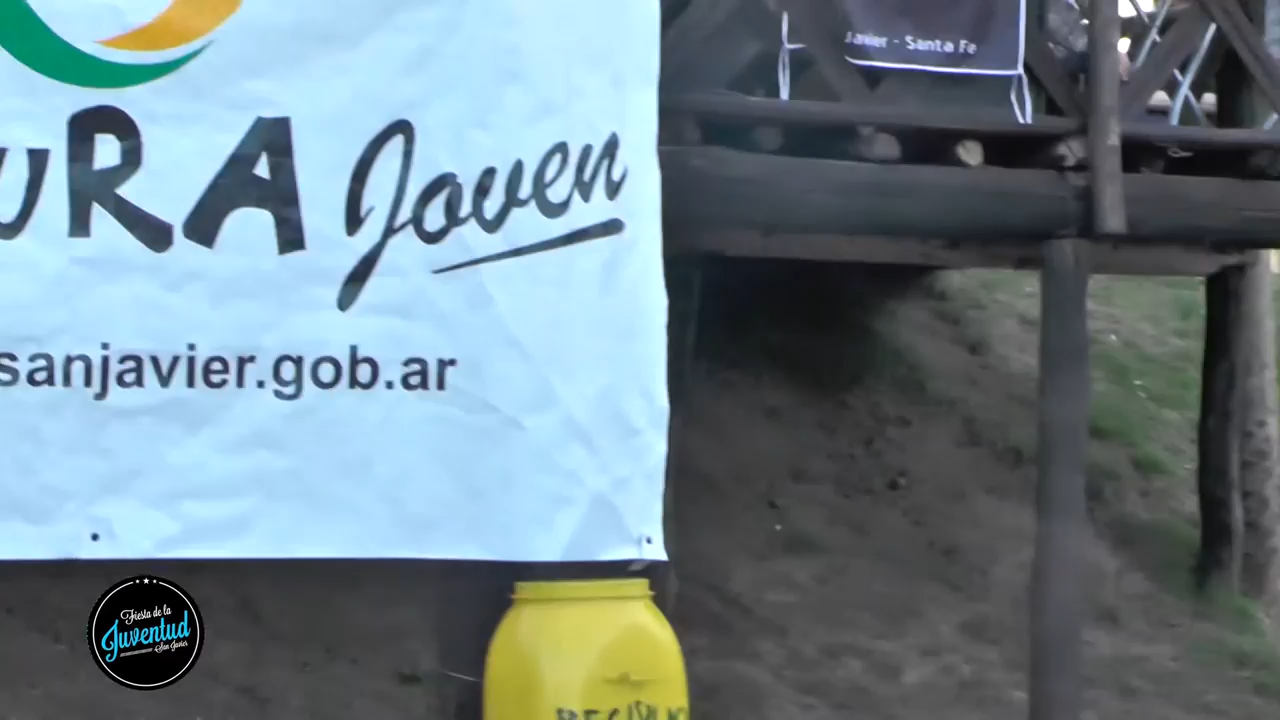 Javier - Santa Fe
URA Joven
sanjavier.gob.ar
Fiesta de la
Juventud
San Javier